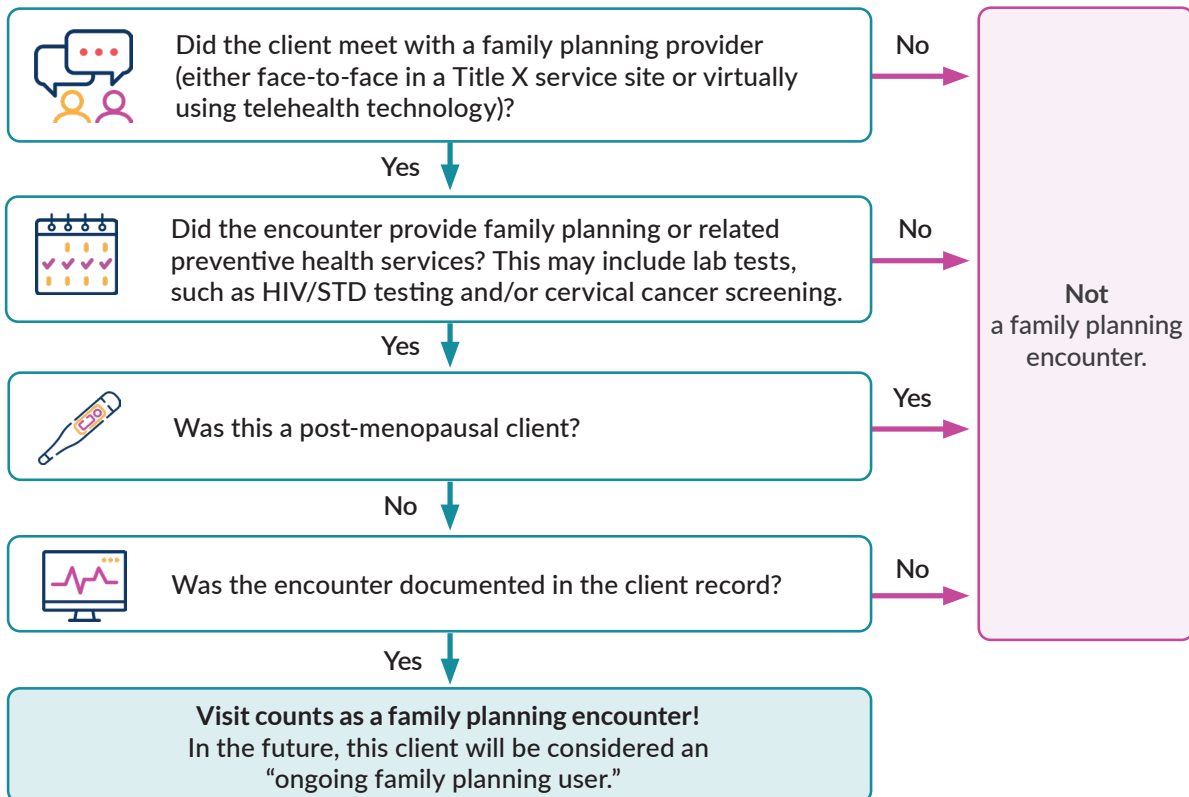 Did the client meet with a family planning provider
(either face-to-face in a Title X service site or virtually
using telehealth technology)?
No
Yes
Did the encounter provide family planning or related
preventive health services? This may include lab tests,
such as HIV/STD testing and/or cervical cancer screening.
No
Not
a family planning
encounter.
Yes
Was this a post-menopausal client?
Yes
No
Was the encounter documented in the client record?
No
Yes
Visit counts as a family planning encounter!
In the future, this client will be considered an
“ongoing family planning user.”